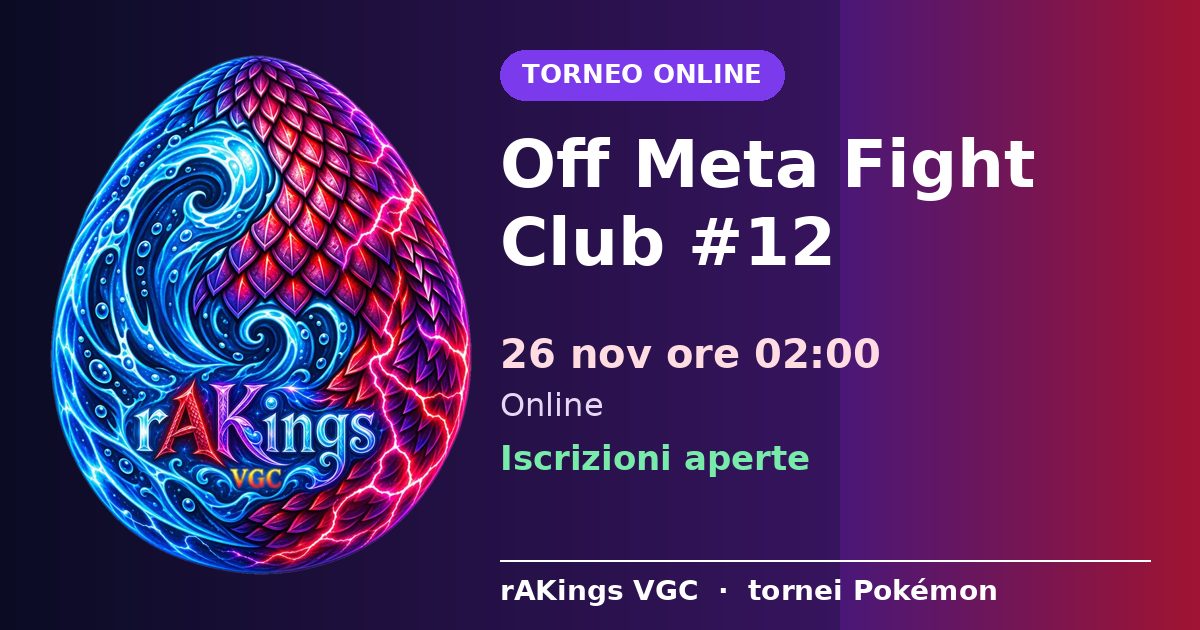 TORNEO ONLINE
Off Meta Fight
Club #12
26 nov ore 02:00
Online
Iscrizioni aperte
rAKings
VGC
rAKings VGC · tornei Pokémon